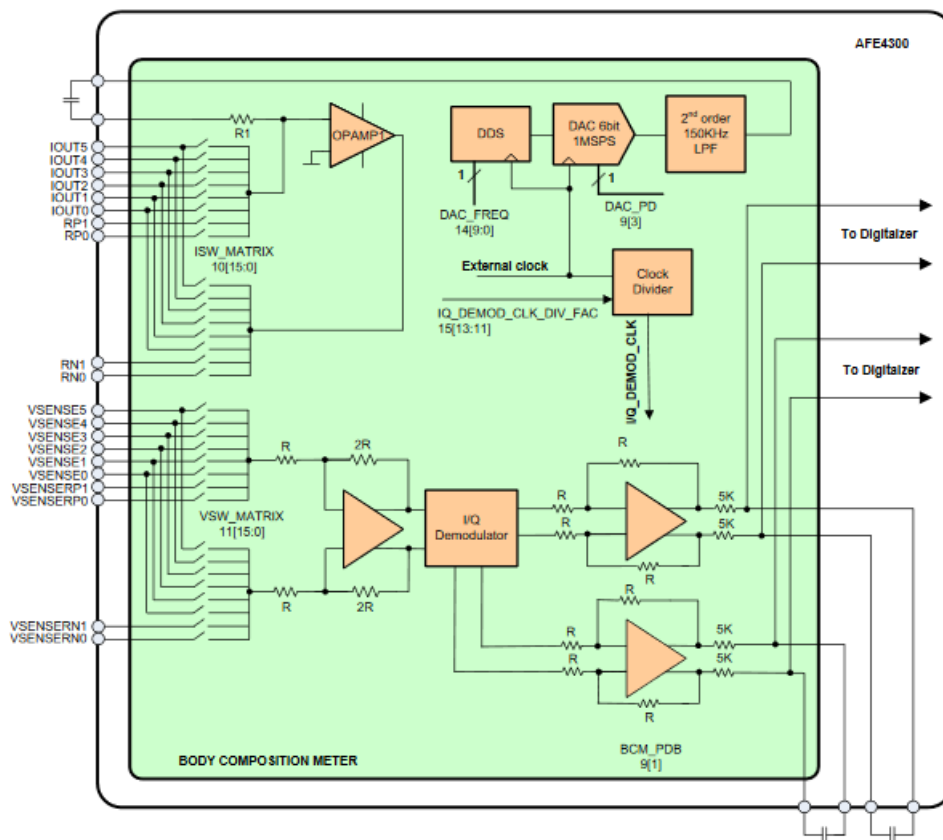 AFE4300
R1
OPAMP1
DDS
DAC 6bit
1MSPS
2nd order
150KHz
LPF
IOUT5
IOUT4
IOUT3
IOUT2
IOUT1
IOUT0
RP1
RP0
1
1
DAC_FREQ
14[9:0]
DAC_PD
9[3]
ISW_MATRIX
10[15:0]
External clock
Clock
Divider
To Digitaizer
IQ_DEMOD_CLK_DIV_FAC
15[13:11]
I/Q_DEMOD_CLK
To Digitaizer
RN1
RN0
VSENSE5
VSENSE4
VSENSE3
VSENSE2
VSENSE1
VSENSE0
VSENSERP1
VSENSERP0
R
2R
R
VSW_MATRIX
11[15:0]
I/Q
Demodulator
R
R
5K
5K
R
2R
R
R
VSENSERN1
VSENSERN0
R
R
5K
5K
R
BODY COMPOSITION METER
BCM_PDB
9[1]